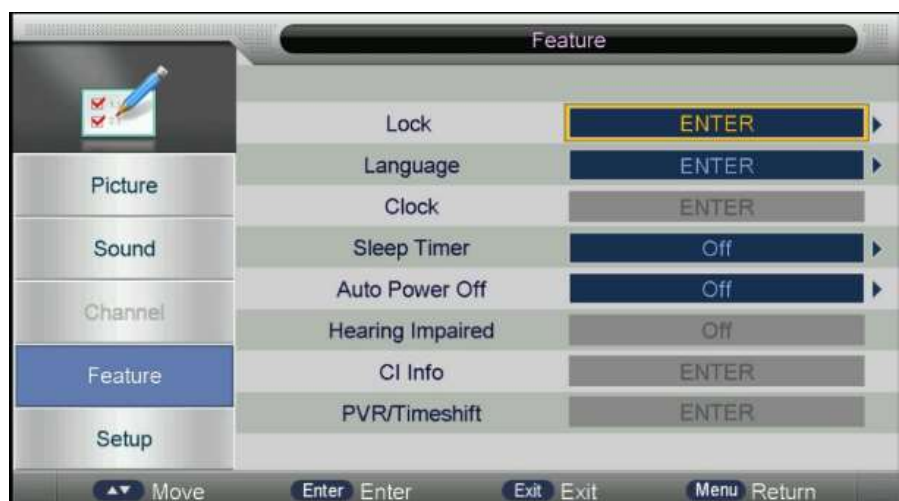 Feature
Lock ENTER
Language ENTER
Clock ENTER
Sleep Timer Off
Auto Power Off Off
Hearing Impaired Off
CI Info ENTER
PVR/Timeshift ENTER
Picture
Sound
Channel
Feature
Setup
Move Enter Enter Exit Exit Menu Return